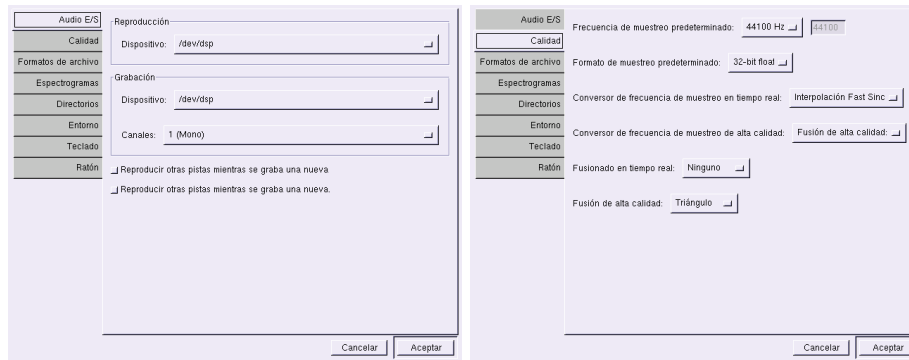 Audio E/S
Calidad
Formatos de archivo
Espectrogramas
Directorios
Entorno
Teclado
Ratón
Reproducción
Dispositivo: /dev/dsp
Grabación
Dispositivo: /dev/dsp
Canales: 1 (Mono)
Reproducir otras pistas mientras se graba una nueva
Reproducir otras pistas mientras se graba una nueva.
Cancelar Aceptar
Audio E/S
Calidad
Formatos de archivo
Espectrogramas
Directorios
Entorno
Teclado
Ratón
Frecuencia de muestreo predeterminado: 44100 Hz 44100
Formato de muestreo predeterminado: 32-bit float
Conversor de frecuencia de muestreo en tiempo real: Interpolación Fast Sinc
Conversor de frecuencia de muestreo de alta calidad: Fusión de alta calidad:
Fusionado en tiempo real: Ninguno
Fusión de alta calidad: Triángulo
Cancelar Aceptar